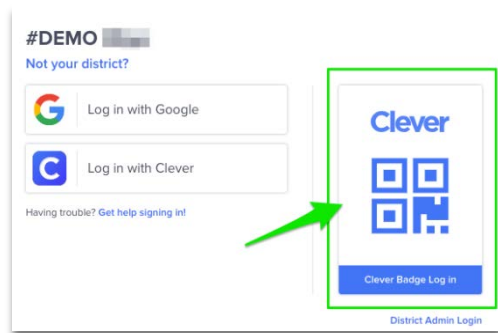 #DEMO
Not your district?
Log in with Google
Log in with Clever
Having trouble? Get help signing in!
Clever
Clever Badge Log in
District Admin Login